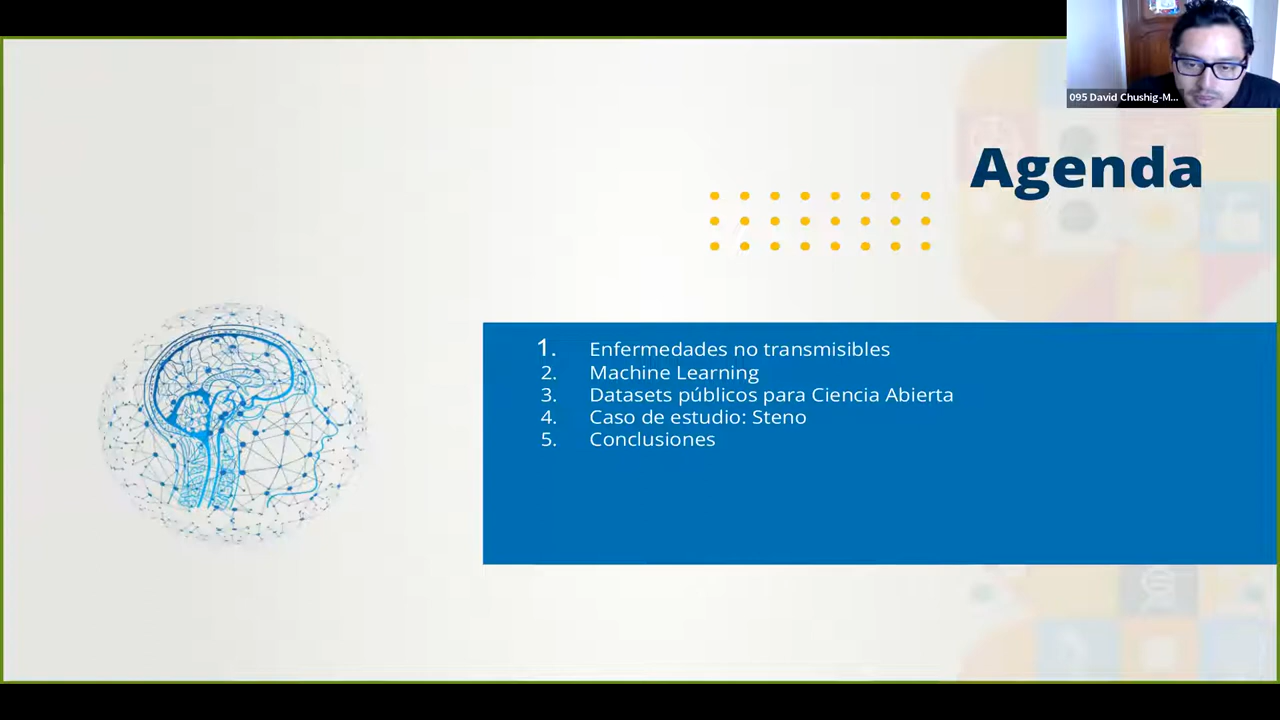 095 David Chushig-M...
Agenda
1. Enfermedades no transmisibles
2. Machine Learning
3. Datasets públicos para Ciencia Abierta
4. Caso de estudio: Steno
5. Conclusiones